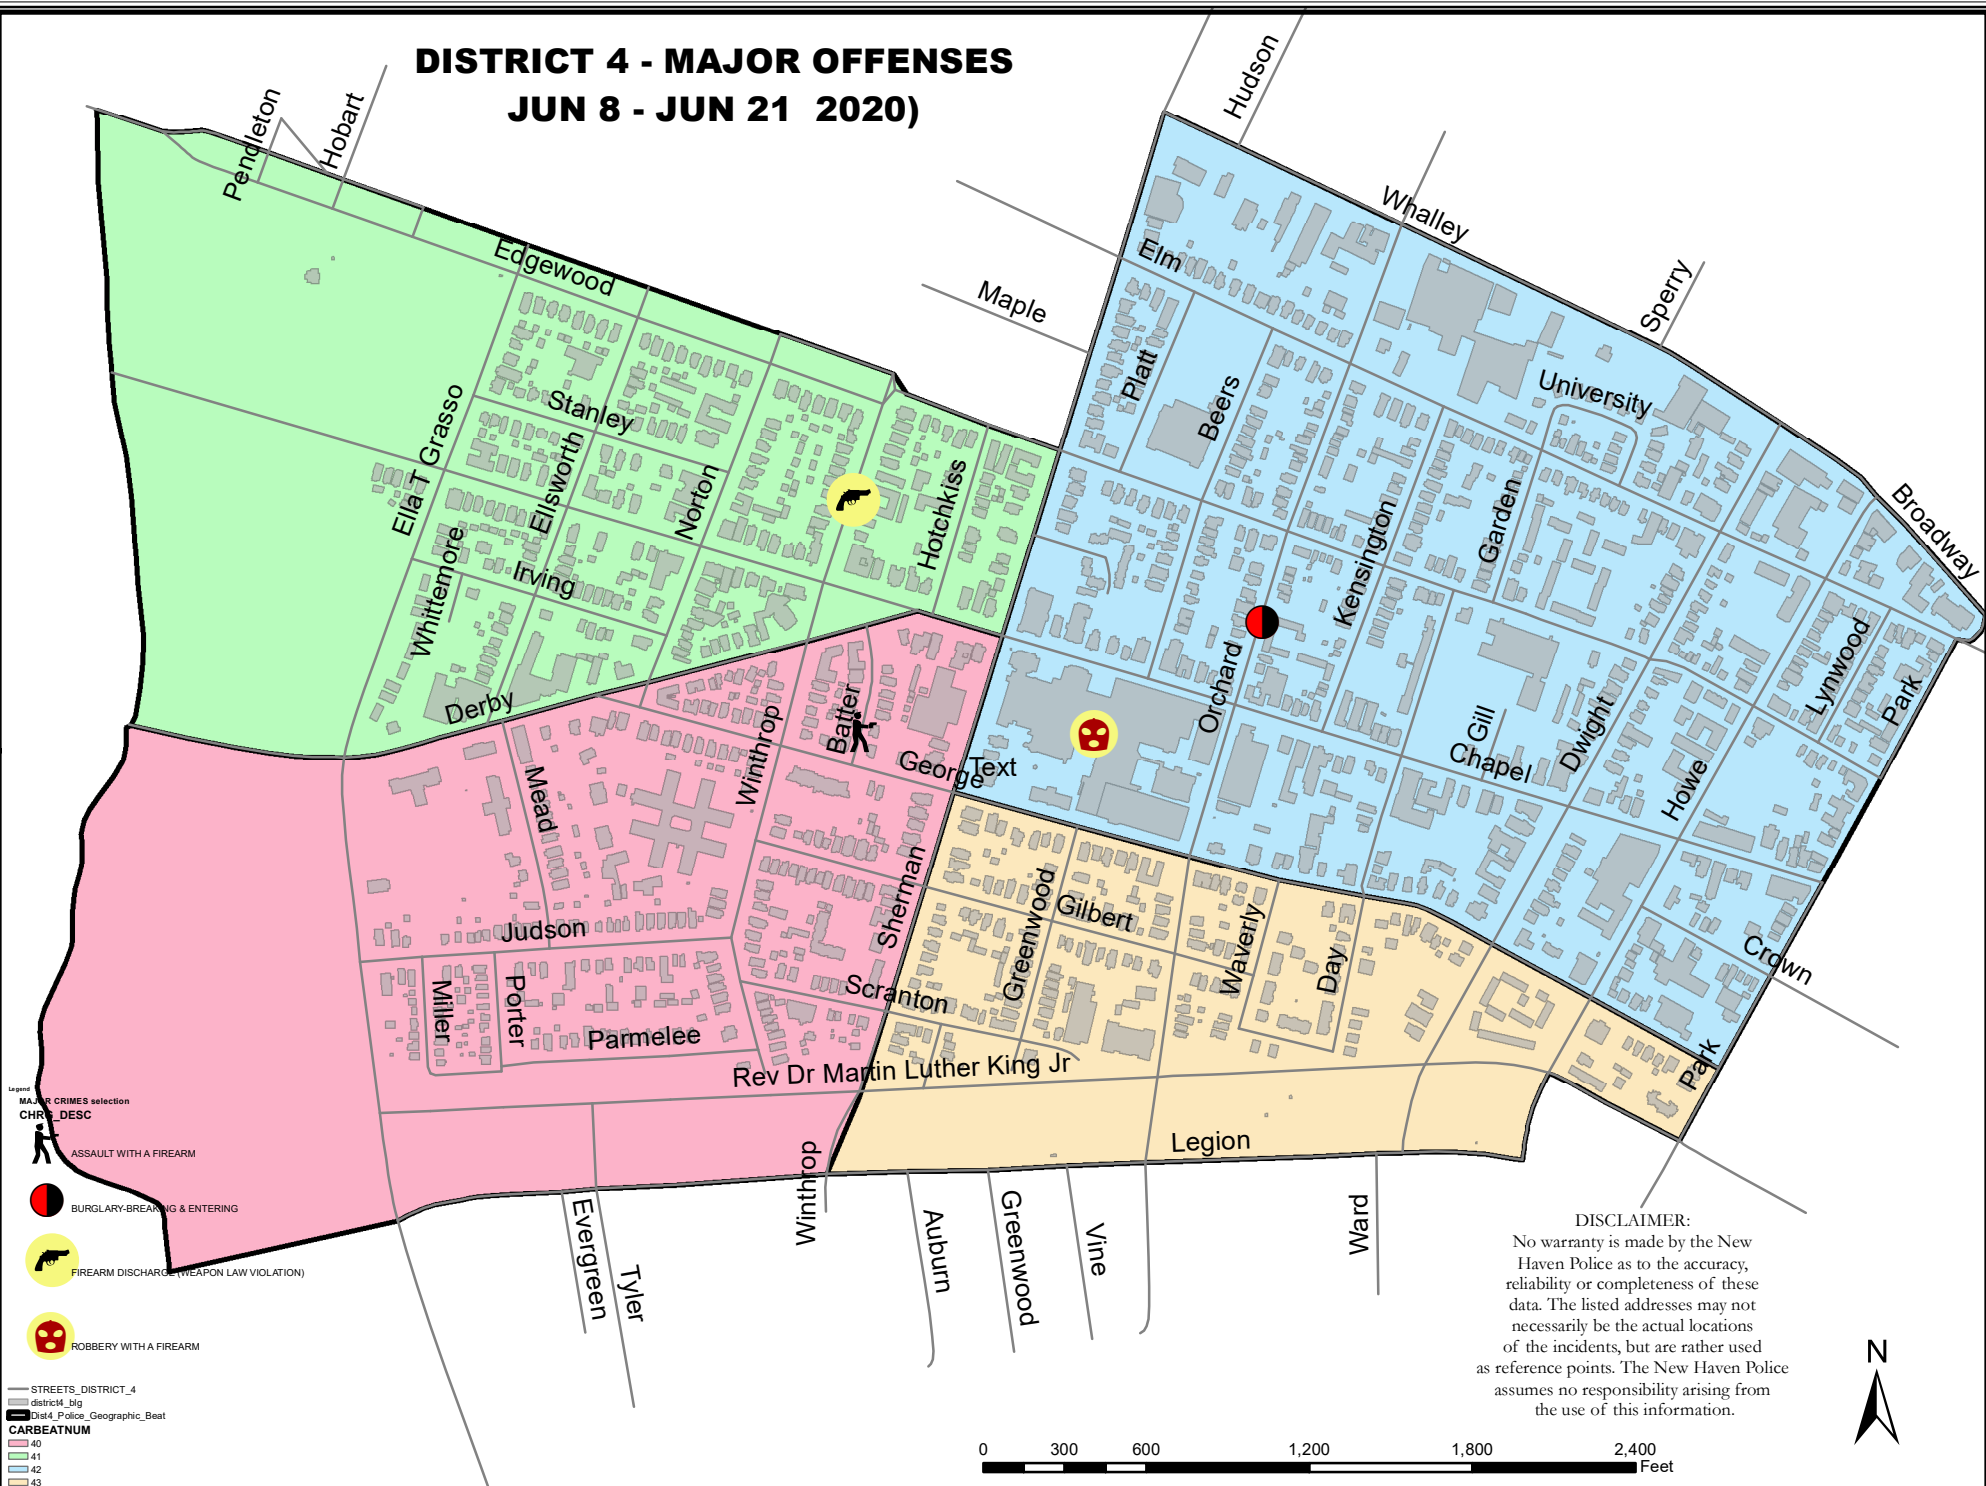 DISTRICT 4 - MAJOR OFFENSES
JUN 8 - JUN 21  2020)
Hudson
Pendleton
Hobart
Whalley
Edgewood
Elm
Maple
Sperry
Platt
Beers
University
Stanley
Ella T Grasso
Ellsworth
Norton
Hotchkiss
Kensington
Garden
Broadway
Whittemore
Irving
Orchard
Lynwood
Park
Derby
Batter
Winthrop
Gill
Chapel
Dwight
Howe
George
Text
Mead
Sherman
Greenwood
Gilbert
Waverly
Day
Crown
Judson
Miller
Porter
Scranton
Parmelee
Rev Dr Martin Luther King Jr
Park
Legion
Winthrop
Evergreen
Tyler
Auburn
Greenwood
Vine
Ward
Legend
MAJOR CRIMES selection
CHRG_DESC
ASSAULT WITH A FIREARM
BURGLARY-BREAKING & ENTERING
FIREARM DISCHARGE (WEAPON LAW VIOLATION)
ROBBERY WITH A FIREARM
STREETS_DISTRICT_4
district4_blg
Dist4_Police_Geographic_Beat
CARBEATNUM
40
41
42
43
DISCLAIMER:
No warranty is made by the New
Haven Police as to the accuracy,
reliability or completeness of these
data. The listed addresses may not
necessarily be the actual locations
of the incidents, but are rather used
as reference points. The New Haven Police
assumes no responsibility arising from
the use of this information.
N
0 300 600 1,200 1,800 2,400
Feet